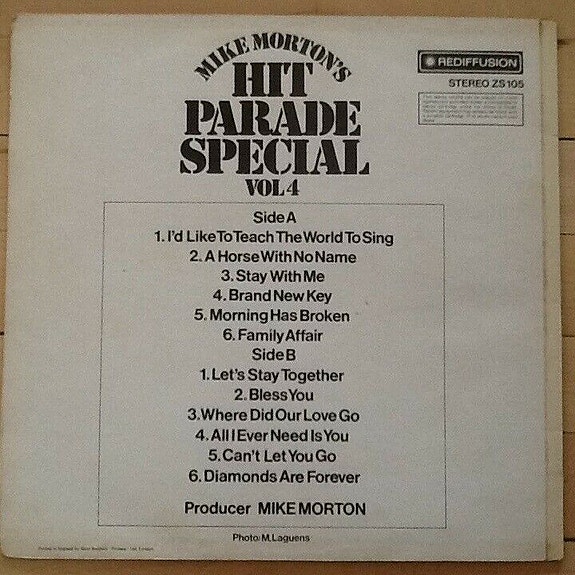 MIKE MORTON'S
HIT
PARADE
SPECIAL
VOL 4
REDIFFUSION
STEREO ZS 105
Side A
1. I'd Like To Teach The World To Sing
2. A Horse With No Name
3. Stay With Me
4. Brand New Key
5. Morning Has Broken
6. Family Affair
Side B
1. Let's Stay Together
2. Bless You
3. Where Did Our Love Go
4. All I Ever Need Is You
5. Can't Let You Go
6. Diamonds Are Forever
Producer MIKE MORTON
Photo: M. Laguens